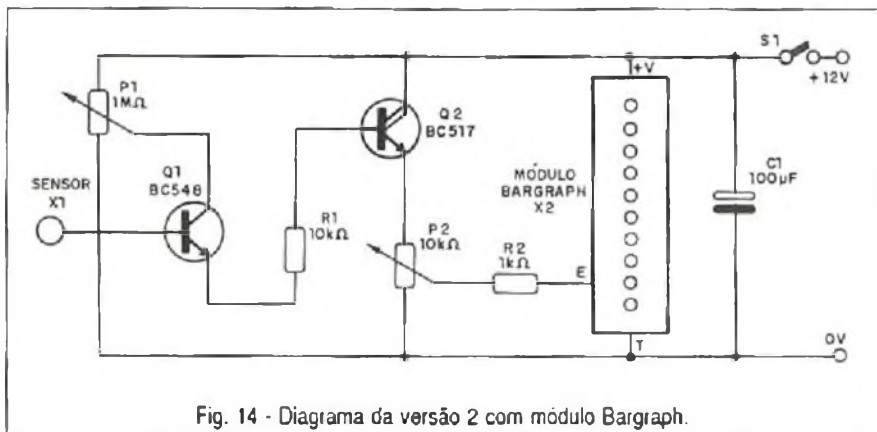 S1
+12V
P1
1MΩ
+V
Q2
BC517
Q1
BC548
SENSOR
X1
MÓDULO
BARGRAPH
X2
C1
100µF
R1
10kΩ
P2
10kΩ
R2
1kΩ
E
T
0V
Fig. 14 - Diagrama da versão 2 com módulo Bargraph.